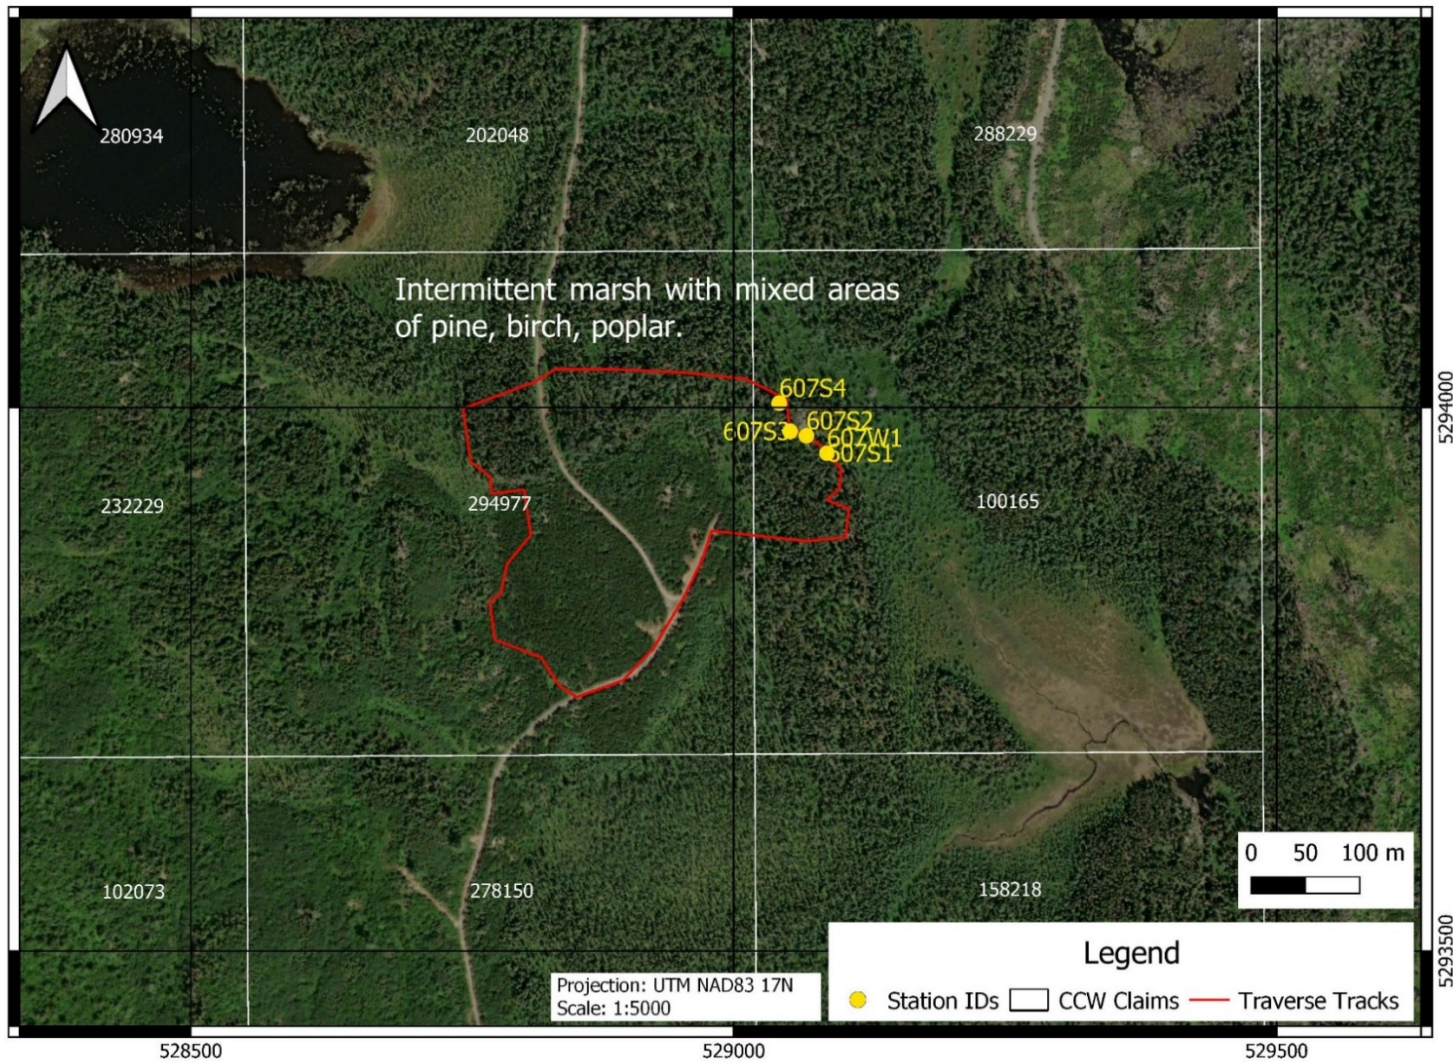 280934
202048
288229
Intermittent marsh with mixed areas
of pine, birch, poplar.
607S4
5294000
607S2
607S3
607W1
607S1
232229
294977
100165
0 50 100 m
102073
278150
158218
5293500
Legend
Projection: UTM NAD83 17N
Scale: 1:5000
Station IDs CCW Claims Traverse Tracks
528500 529000 529500